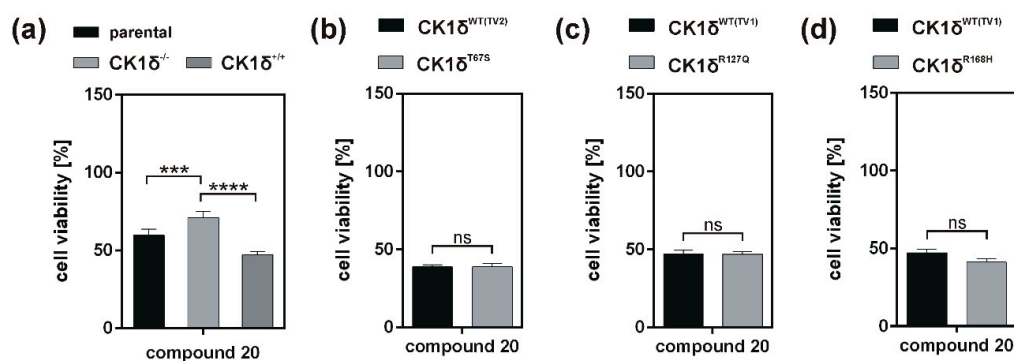 (a)
parental
CK1δ-/- CK1δ+/+
cell viability [%]
150
100
50
0
***
****
compound 20
(b)
CK1δWT(TV2)
CK1δT67S
cell viability [%]
150
100
50
0
ns
compound 20
(c)
CK1δWT(TV1)
CK1δR127Q
cell viability [%]
150
100
50
0
ns
compound 20
(d)
CK1δWT(TV1)
CK1δR168H
cell viability [%]
150
100
50
0
ns
compound 20